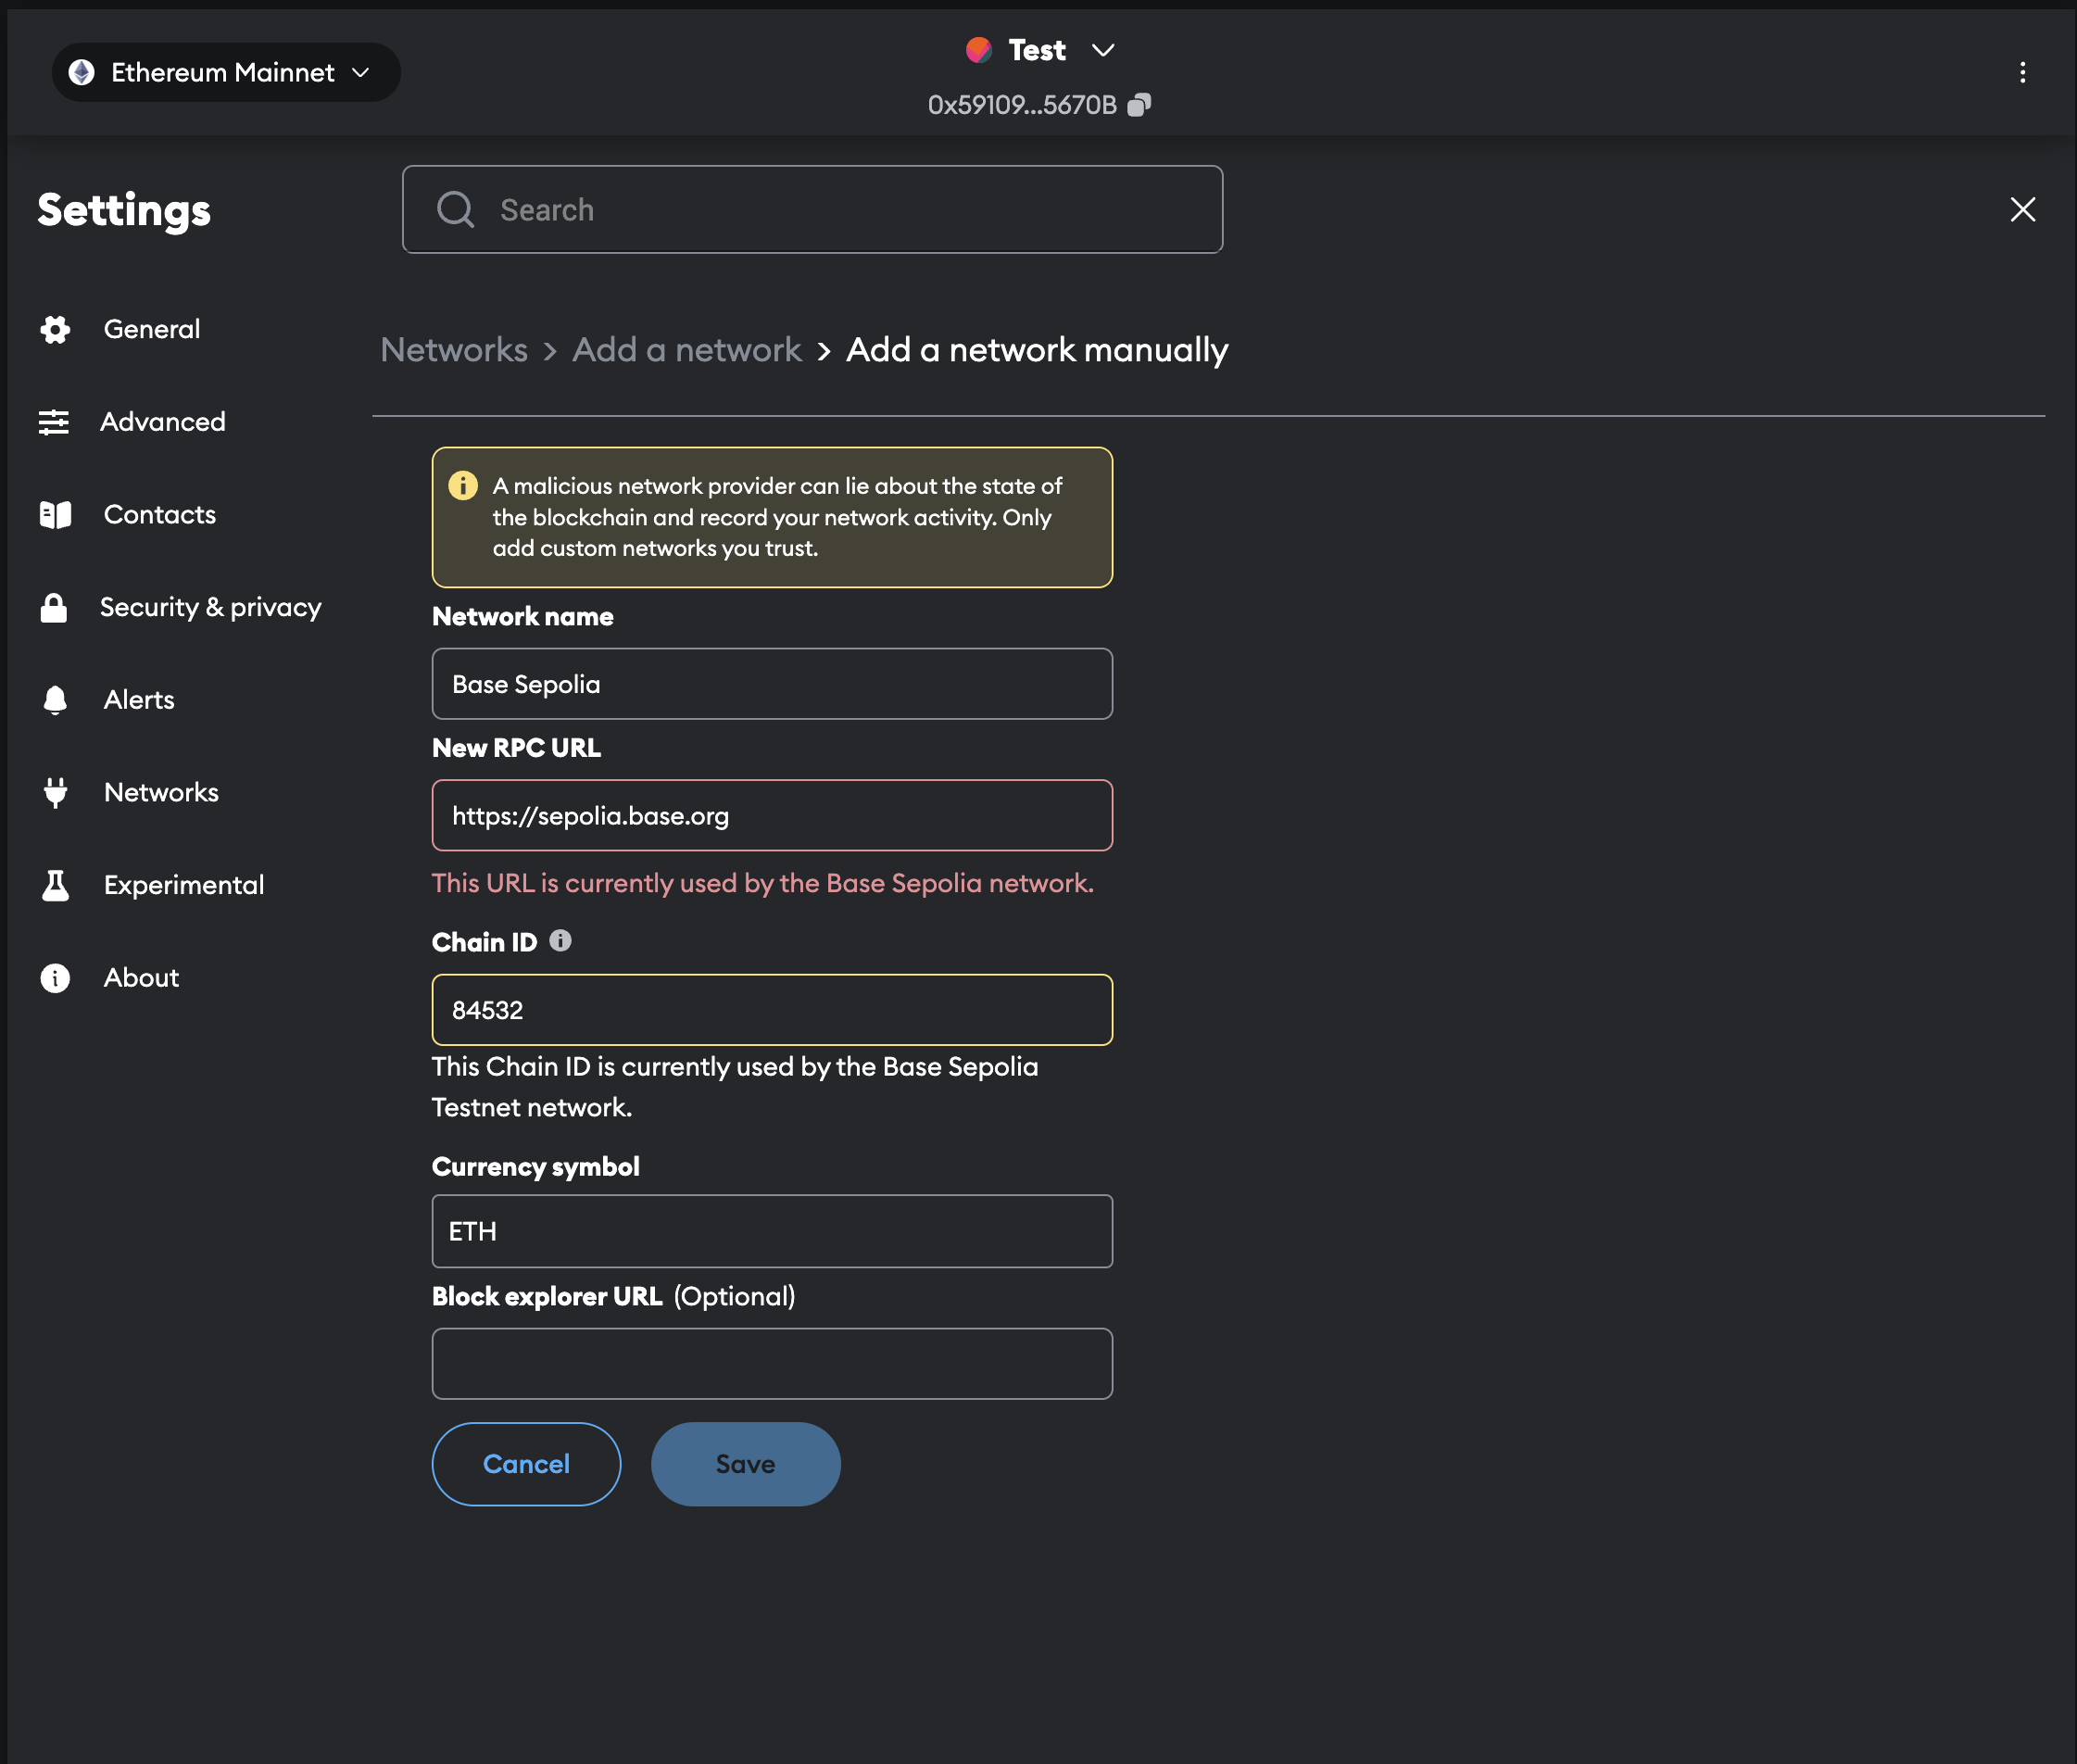 Ethereum Mainnet
Test
0x59109...5670B
Settings
Search
General
Advanced
Contacts
Security & privacy
Alerts
Networks
Experimental
About
Networks > Add a network > Add a network manually
A malicious network provider can lie about the state of
the blockchain and record your network activity. Only
add custom networks you trust.
Network name
Base Sepolia
New RPC URL
https://sepolia.base.org
This URL is currently used by the Base Sepolia network.
Chain ID
84532
This Chain ID is currently used by the Base Sepolia
Testnet network.
Currency symbol
ETH
Block explorer URL (Optional)
Cancel
Save